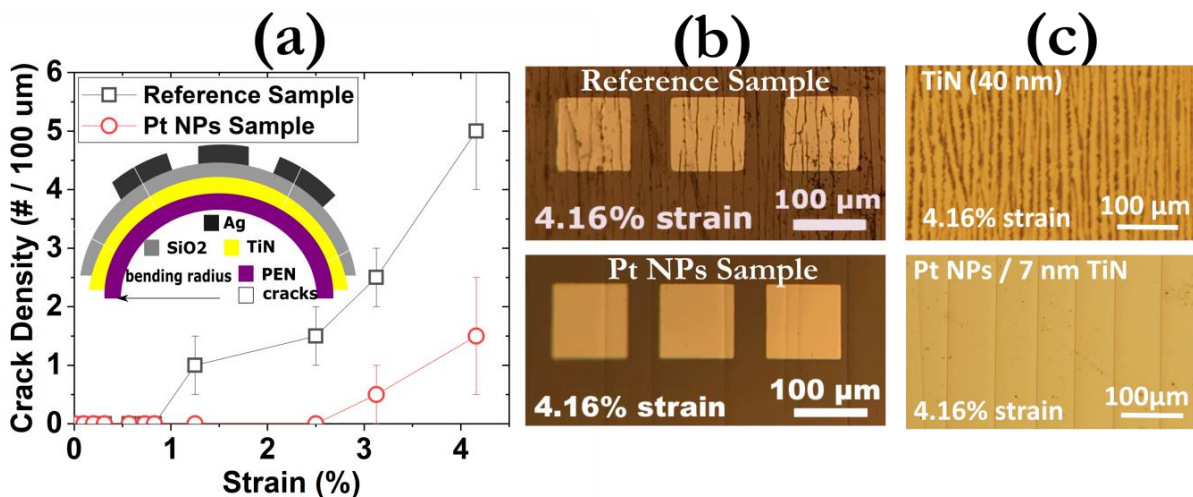 (a)
Crack Density (# / 100 um)
6
5
4
3
2
1
0
Reference Sample
Pt NPs Sample
Ag
SiO2
TiN
bending radius
PEN
cracks
0
1
2
3
4
Strain (%)
(b)
Reference Sample
4.16% strain
100 µm
Pt NPs Sample
4.16% strain
100 µm
(c)
TiN (40 nm)
4.16% strain
100 µm
Pt NPs / 7 nm TiN
4.16% strain
100µm